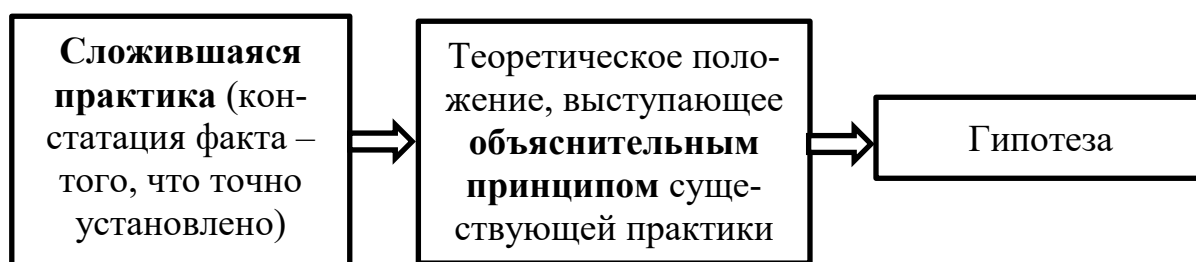 Сложившаяся
практика (кон-
статация факта –
того, что точно
установлено)
Теоретическое поло-
жение, выступающее
объяснительным
принципом суще-
ствующей практики
Гипотеза